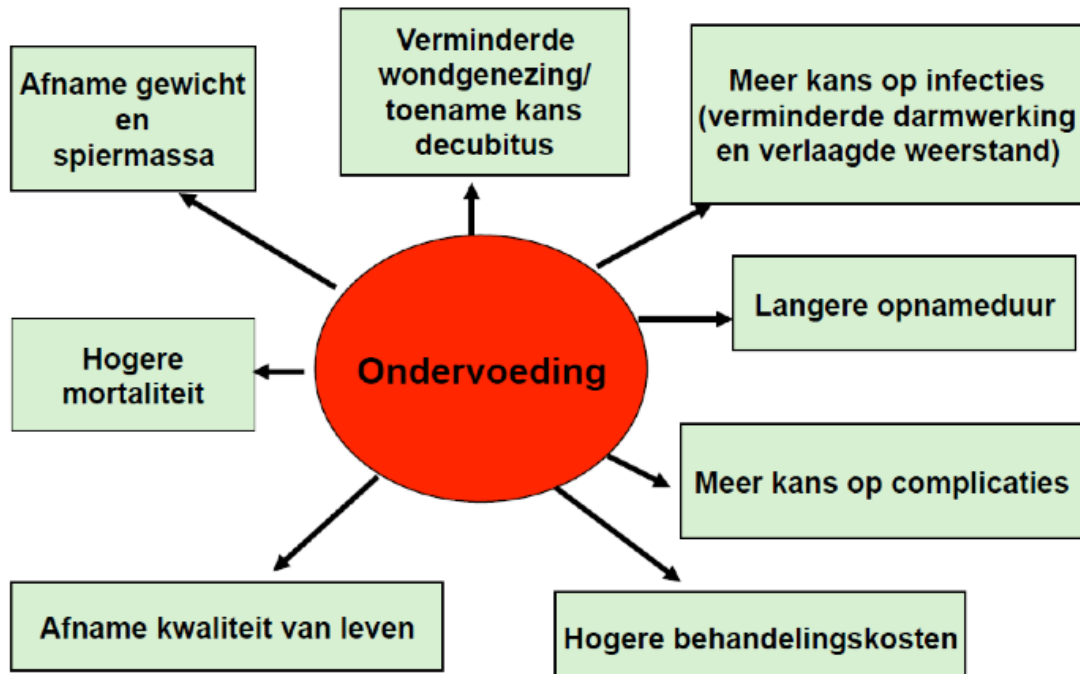 Afname gewicht
en
spiermassa
Verminderde
wondgenezing/
toename kans
decubitus
Meer kans op infecties
(verminderde darmwerking
en verlaagde weerstand)
Langere opnameduur
Hogere
mortaliteit
Ondervoeding
Meer kans op complicaties
Afname kwaliteit van leven
Hogere behandelingskosten